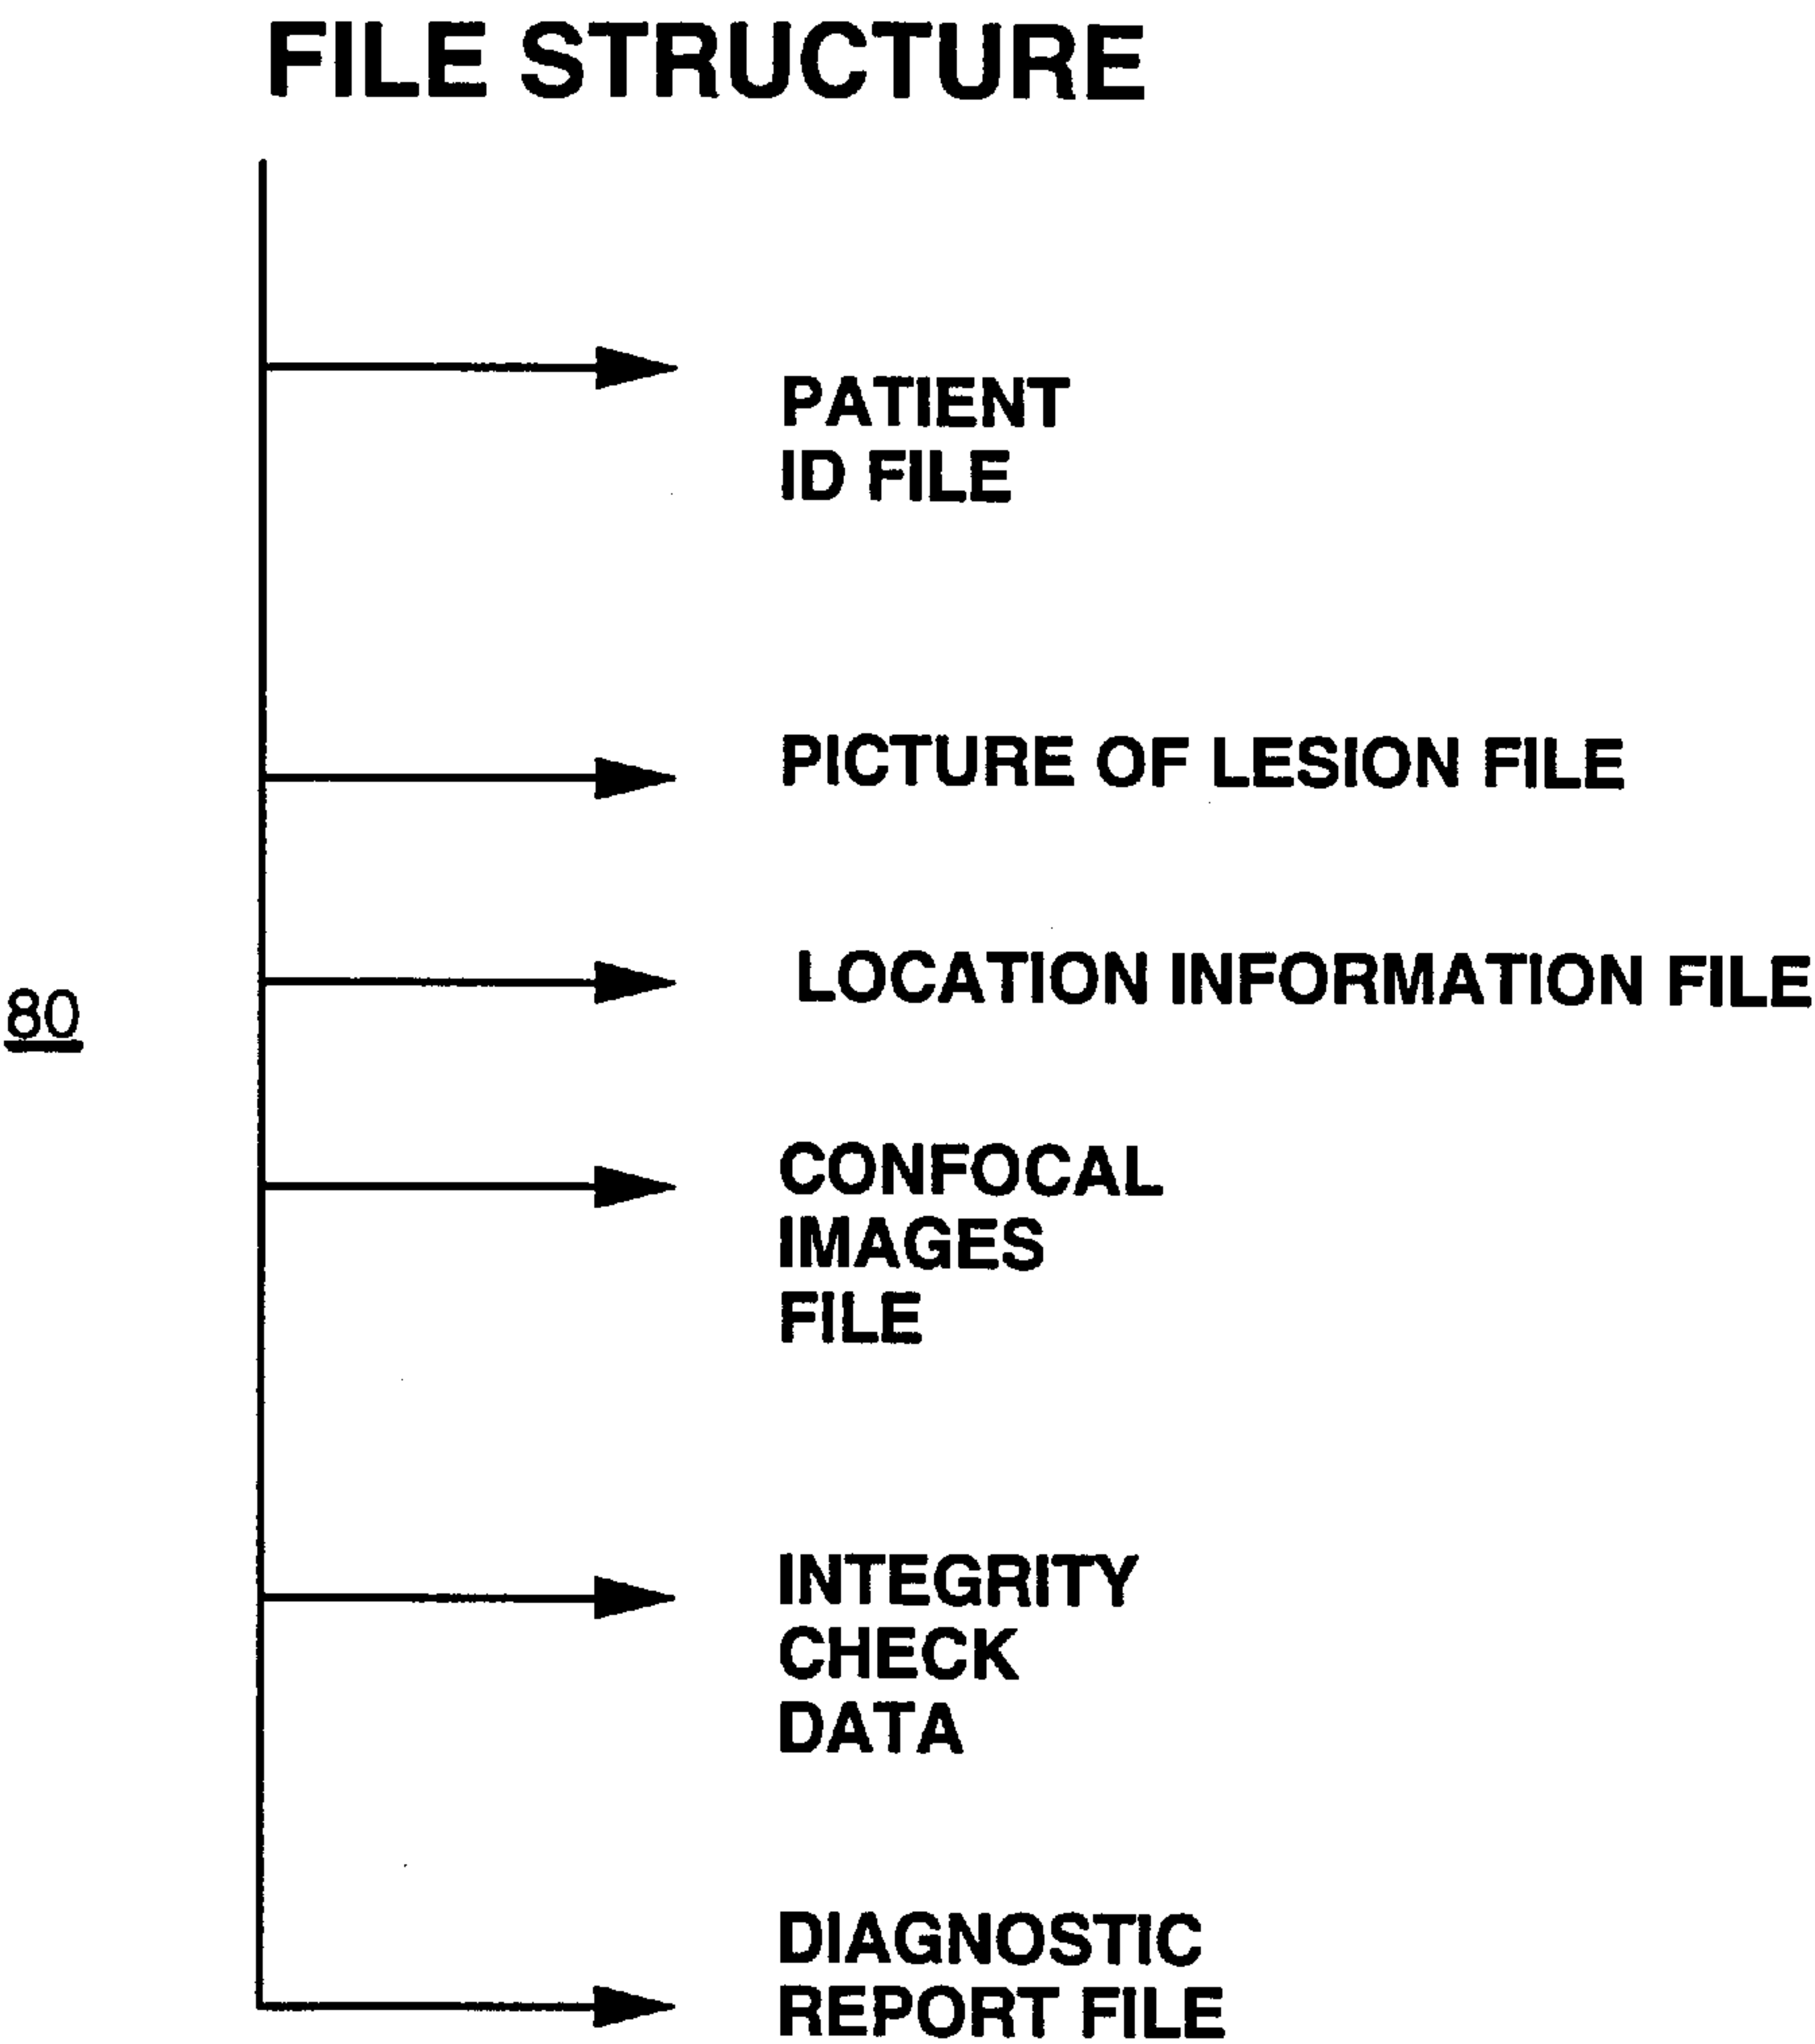 FILE STRUCTURE
PATIENT
ID FILE
PICTURE OF LESION FILE
LOCATION INFORMATION FILE
80
CONFOCAL
IMAGES
FILE
INTEGRITY
CHECK
DATA
DIAGNOSTIC
REPORT FILE